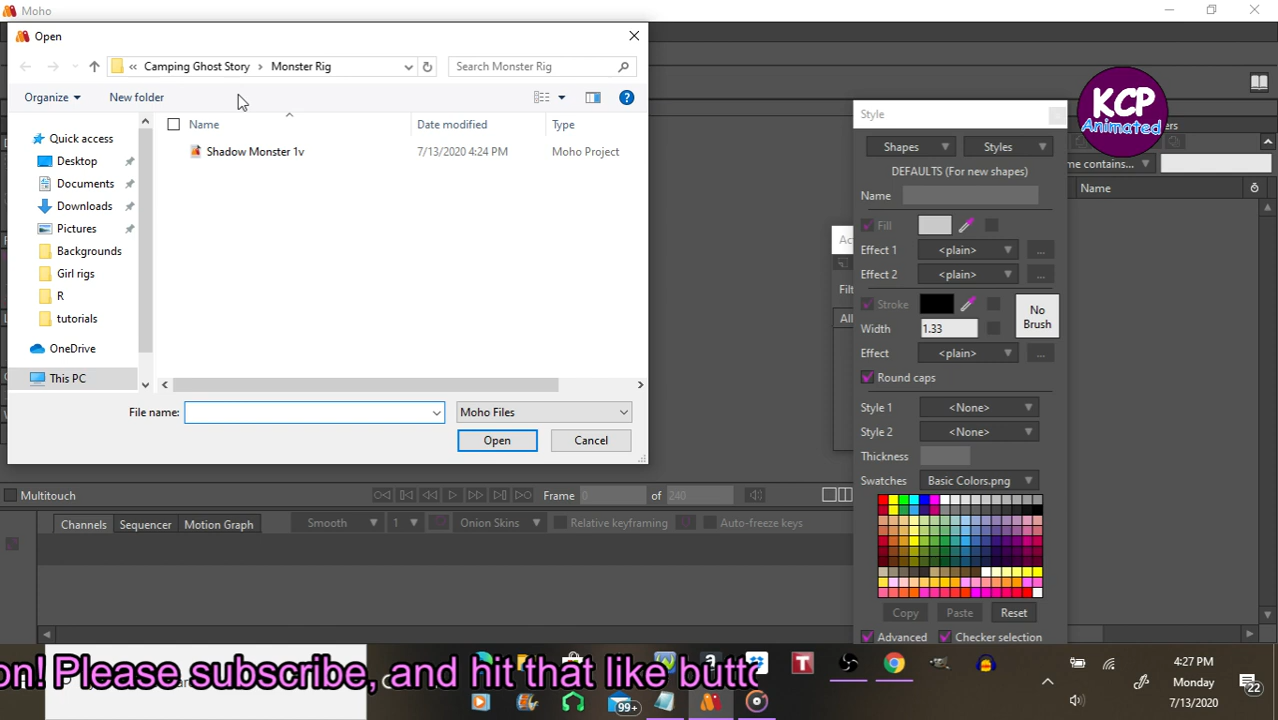 Moho
Open
Camping Ghost Story > Monster Rig
Search Monster Rig
Organize
New folder
Name
Date modified
Type
Quick access
Desktop
Documents
Downloads
Pictures
Backgrounds
Girl rigs
R
tutorials
OneDrive
This PC
Shadow Monster 1v
7/13/2020 4:24 PM
Moho Project
File name:
Moho Files
Open
Cancel
KCP
Animated
Style
Shapes
Styles
DEFAULTS (For new shapes)
Name
Fill
Effect 1
<plain>
...
Effect 2
<plain>
...
Stroke
Width
1.33
No
Brush
Effect
<plain>
...
Round caps
Style 1
<None>
Style 2
<None>
Thickness
Swatches
Basic Colors.png
Copy
Paste
Reset
Advanced
Checker selection
me contains...
Name
Multitouch
Frame
0
of
240
Channels
Sequencer
Motion Graph
Smooth
1
Onion Skins
Relative keyframing
Auto-freeze keys
on! Please subscribe, and hit that like butto
99+
4:27 PM
Monday
7/13/2020
22